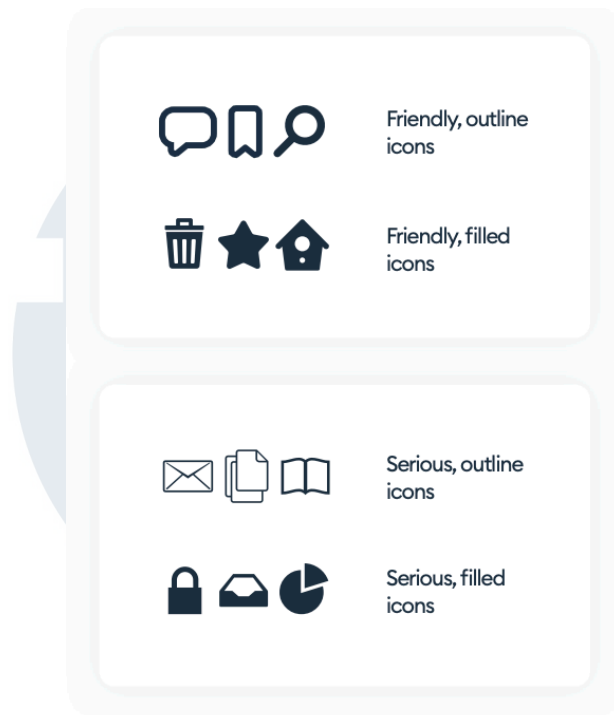 Friendly, outline
icons
Friendly, filled
icons
Serious, outline
icons
Serious, filled
icons